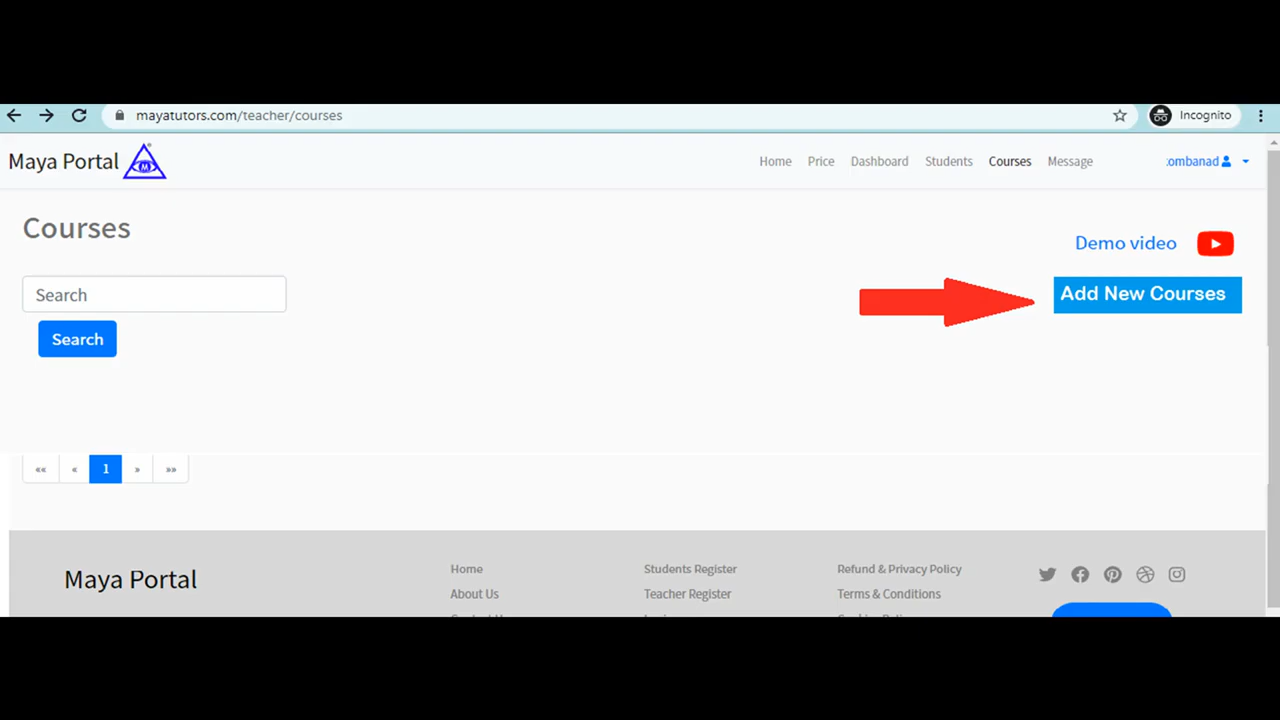 mayatutors.com/teacher/courses
Incognito
Maya Portal M
Home Price Dashboard Students Courses Message ombanad
Courses
Demo video
Search
Add New Courses
Search
«« « 1 » »»
Maya Portal
Home
About Us
Students Register
Teacher Register
Refund & Privacy Policy
Terms & Conditions